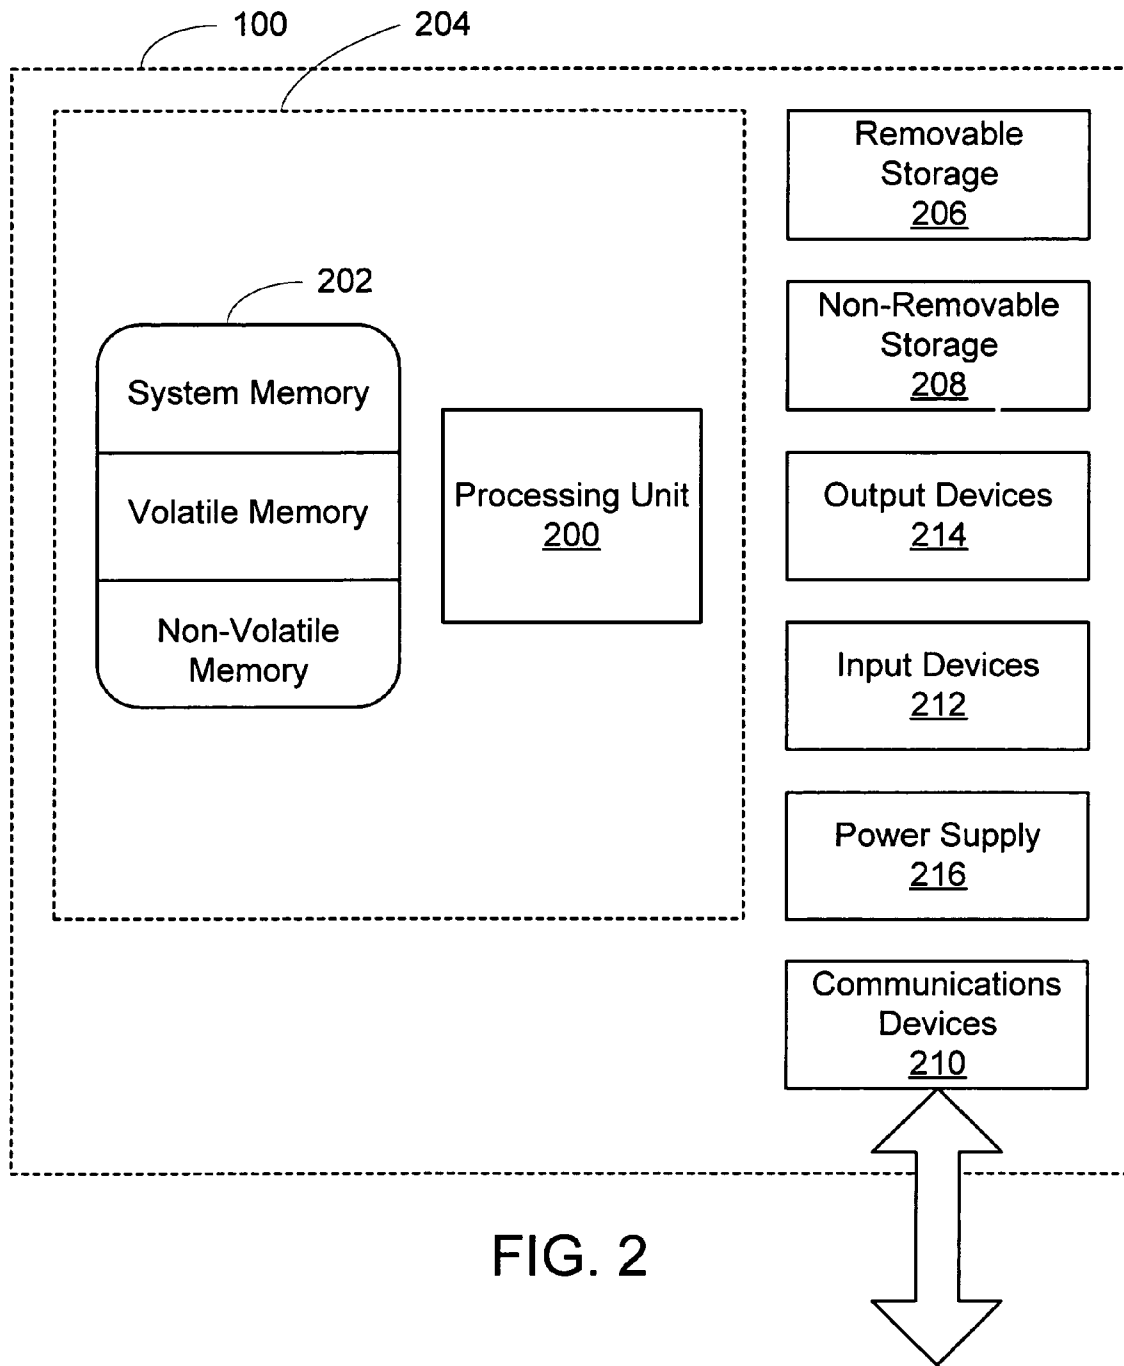 100
204
Removable
Storage
206
202
Non-Removable
Storage
208
System Memory
Volatile Memory
Non-Volatile
Memory
Processing Unit
200
Output Devices
214
Input Devices
212
Power Supply
216
Communications
Devices
210
FIG. 2